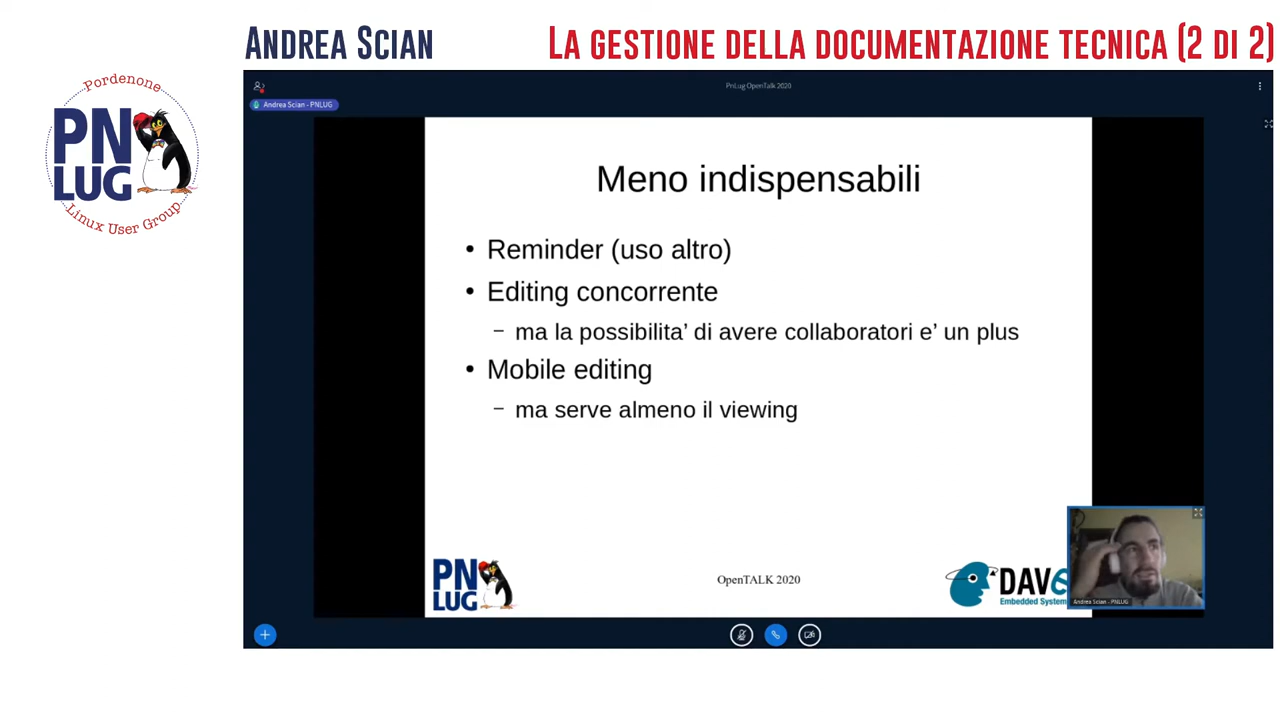 ANDREA SCIAN
LA GESTIONE DELLA DOCUMENTAZIONE TECNICA (2 DI 2)
Pordenone
PN
LUG
Linux User Group
PnLug OpenTalk 2020
Andrea Scian - PNLUG
Meno indispensabili
• Reminder (uso altro)
• Editing concorrente
– ma la possibilita’ di avere collaboratori e’ un plus
• Mobile editing
– ma serve almeno il viewing
PN
LUG
OpenTALK 2020
DAVE
Embedded System
Andrea Scian - PNLUG